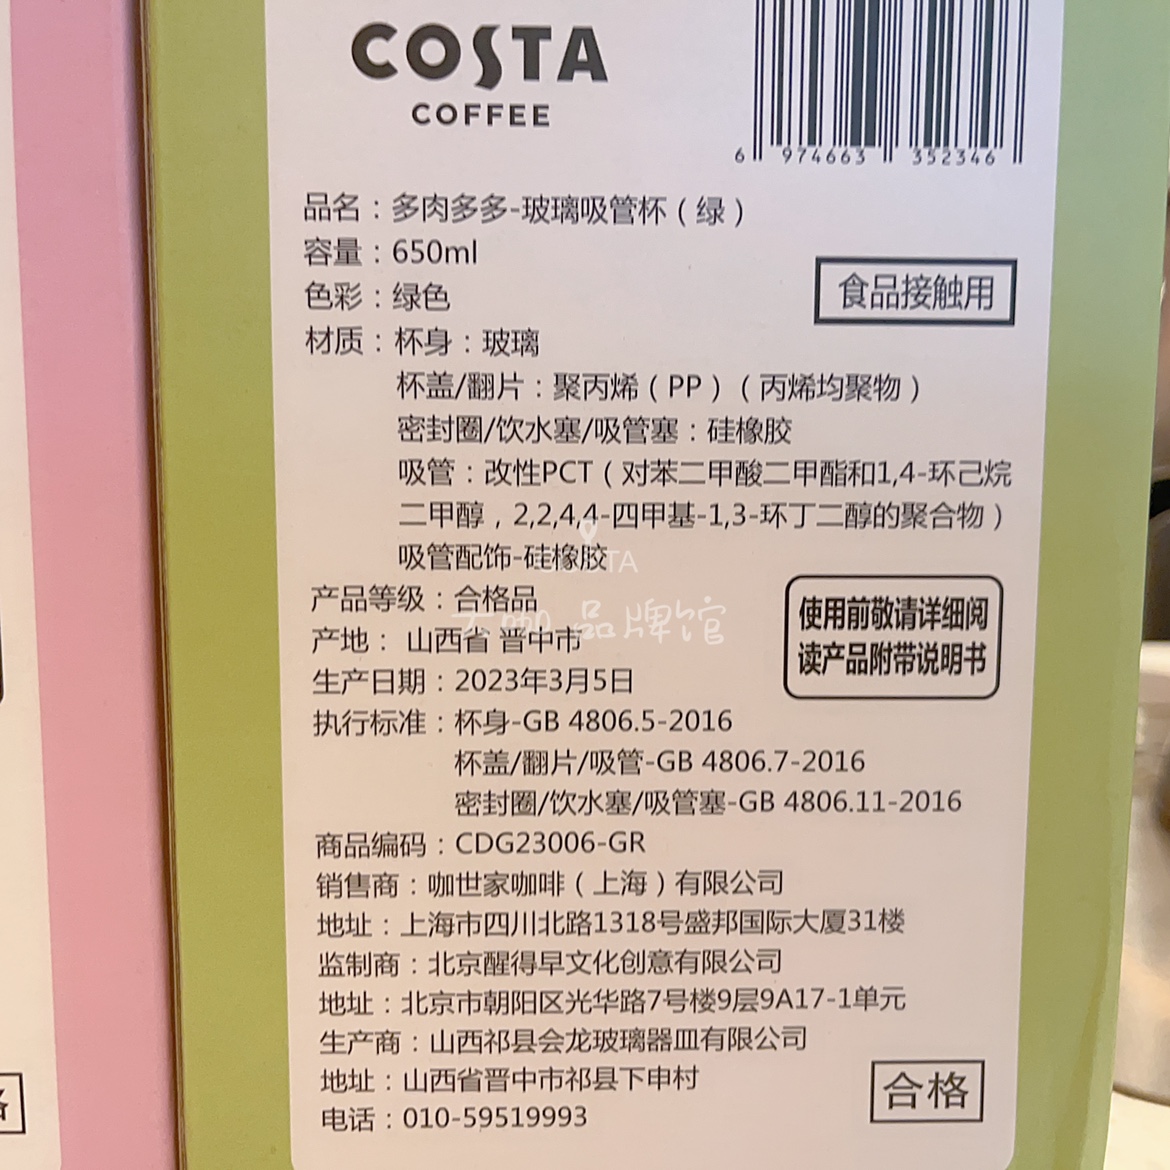 COSTA
COFFEE
6 974663 352346
品名：多肉多多-玻璃吸管杯（绿）
容量：650ml
食品接触用
色彩：绿色
材质：杯身：玻璃
杯盖/翻片：聚丙烯（PP）（丙烯均聚物）
密封圈/饮水塞/吸管塞：硅橡胶
吸管：改性PCT（对苯二甲酸二甲酯和1,4-环己烷
二甲醇，2,2,4,4-四甲基-1,3-环丁二醇的聚合物）
吸管配饰-硅橡胶
COSTA
产品等级：合格品
大咖 品牌馆
使用前敬请详细阅
读产品附带说明书
产地： 山西省 晋中市
生产日期：2023年3月5日
执行标准：杯身-GB 4806.5-2016
杯盖/翻片/吸管-GB 4806.7-2016
密封圈/饮水塞/吸管塞-GB 4806.11-2016
商品编码：CDG23006-GR
销售商：咖世家咖啡（上海）有限公司
地址：上海市四川北路1318号盛邦国际大厦31楼
监制商：北京醒得早文化创意有限公司
地址：北京市朝阳区光华路7号楼9层9A17-1单元
生产商：山西祁县会龙玻璃器皿有限公司
地址：山西省晋中市祁县下申村
合格
电话：010-59519993
格